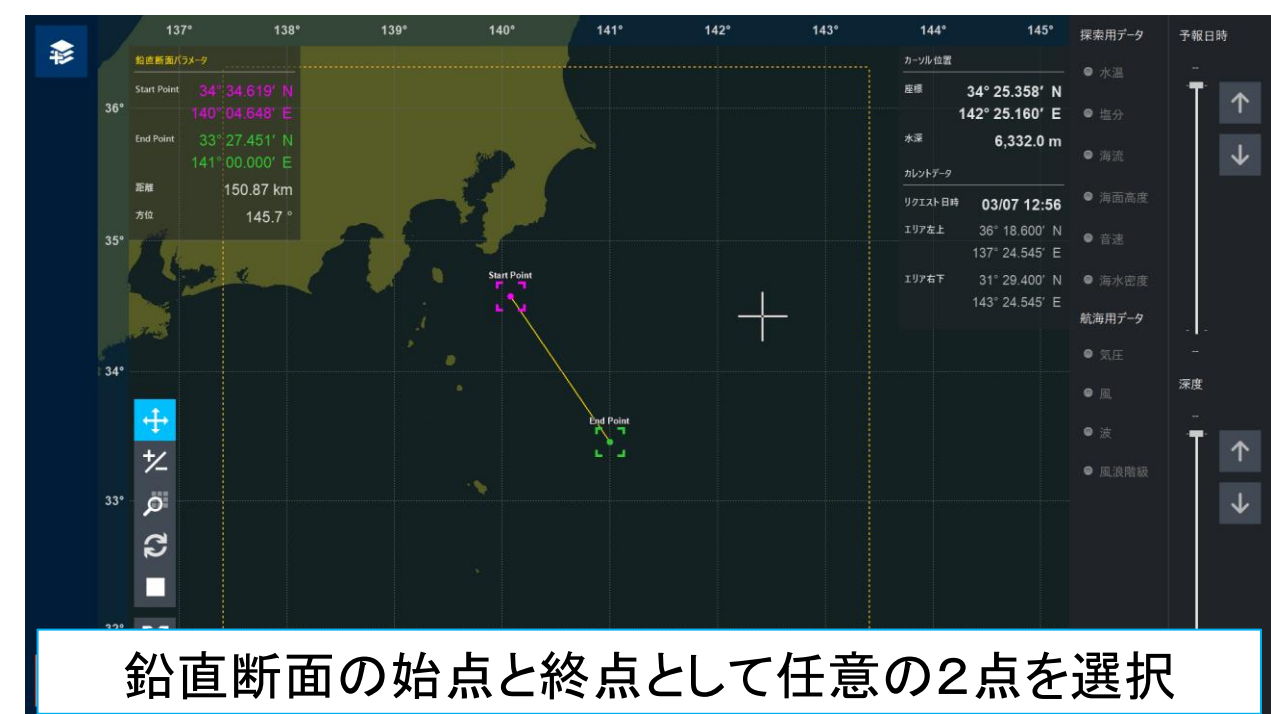 137° 138° 139° 140° 141° 142° 143° 144° 145°
鉛直断面パラメータ
Start Point 34° 34.619′ N
140° 04.648′ E
End Point 33° 27.451′ N
141° 00.000′ E
距離 150.87 km
方位 145.7 °
36°
35°
34°
33°
32°
Start Point
End Point
カーソル位置
座標 34° 25.358′ N
142° 25.160′ E
水深 6,332.0 m
カレントデータ
リクエスト日時 03/07 12:56
エリア左上 36° 18.600′ N
137° 24.545′ E
エリア右下 31° 29.400′ N
143° 24.545′ E
探索用データ
水温
塩分
海流
海面高度
音速
海水密度
航海用データ
気圧
風
波
風浪階級
予報日時
--
--
深度
--
鉛直断面の始点と終点として任意の2点を選択